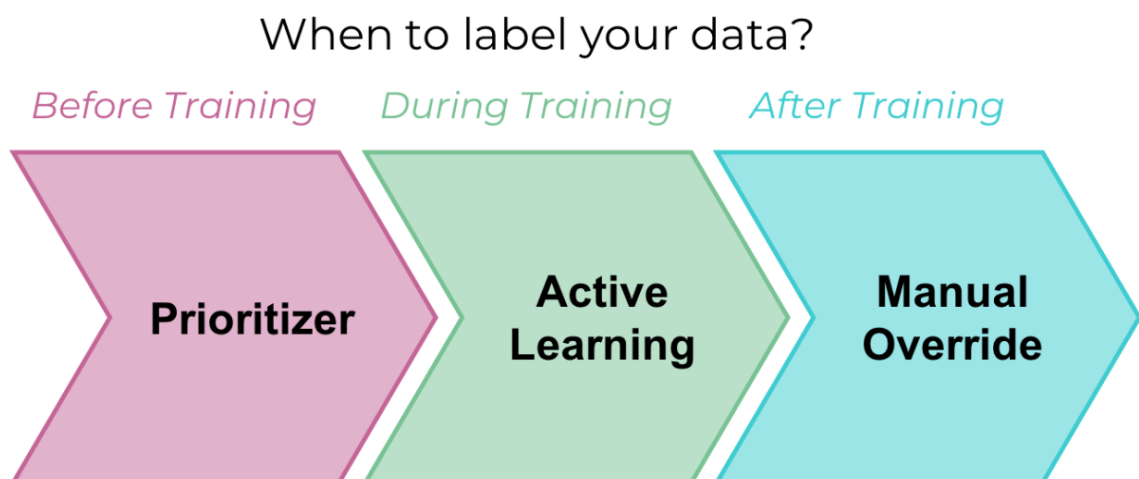 When to label your data?
Before Training
During Training
After Training
Prioritizer
Active
Learning
Manual
Override